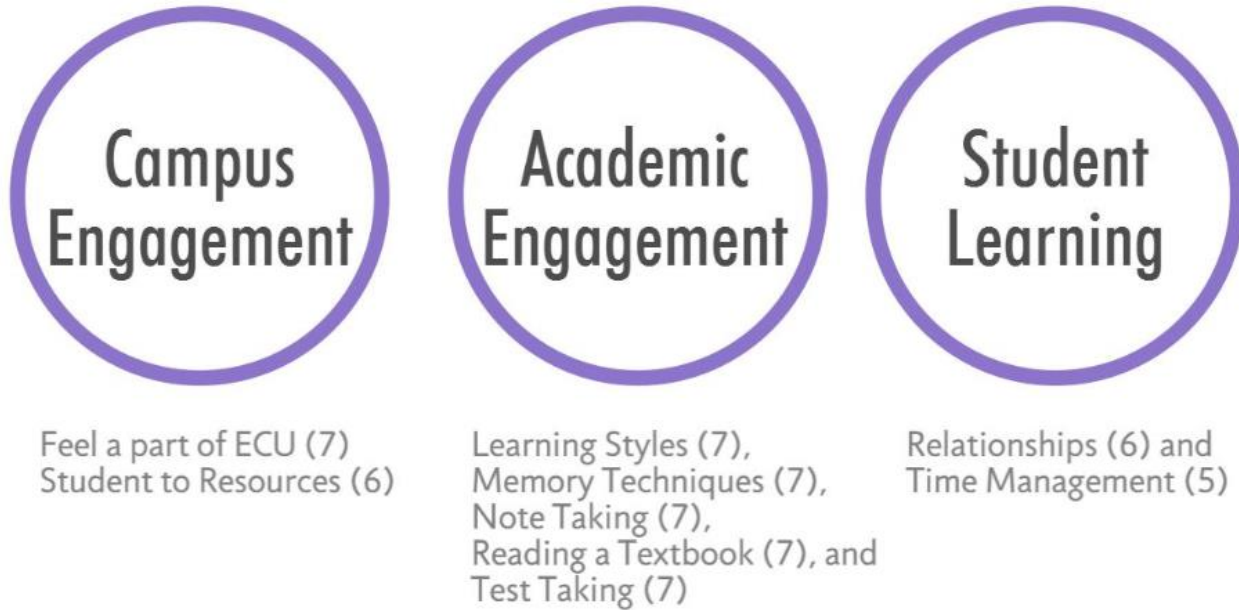 Campus
Engagement
Academic
Engagement
Student
Learning
Feel a part of ECU (7)
Student to Resources (6)
Learning Styles (7),
Memory Techniques (7),
Note Taking (7),
Reading a Textbook (7), and
Test Taking (7)
Relationships (6) and
Time Management (5)